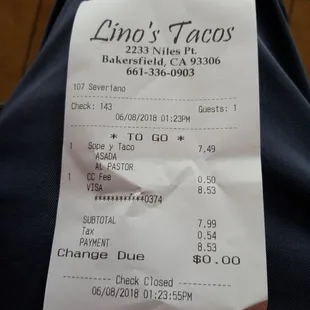 Lino's Tacos
2233 Niles Pt.
Bakersfield, CA 93306
661-336-0903
107 Severiano
Check: 143 Guests: 1
06/08/2018 01:23PM
* TO GO *
1 Sope y Taco 7.49
ASADA
AL PASTOR
1 CC Fee 0.50
VISA 8.53
************0374
SUBTOTAL 7.99
Tax 0.54
PAYMENT 8.53
Change Due $0.00
Check Closed
06/08/2018 01:23:55PM